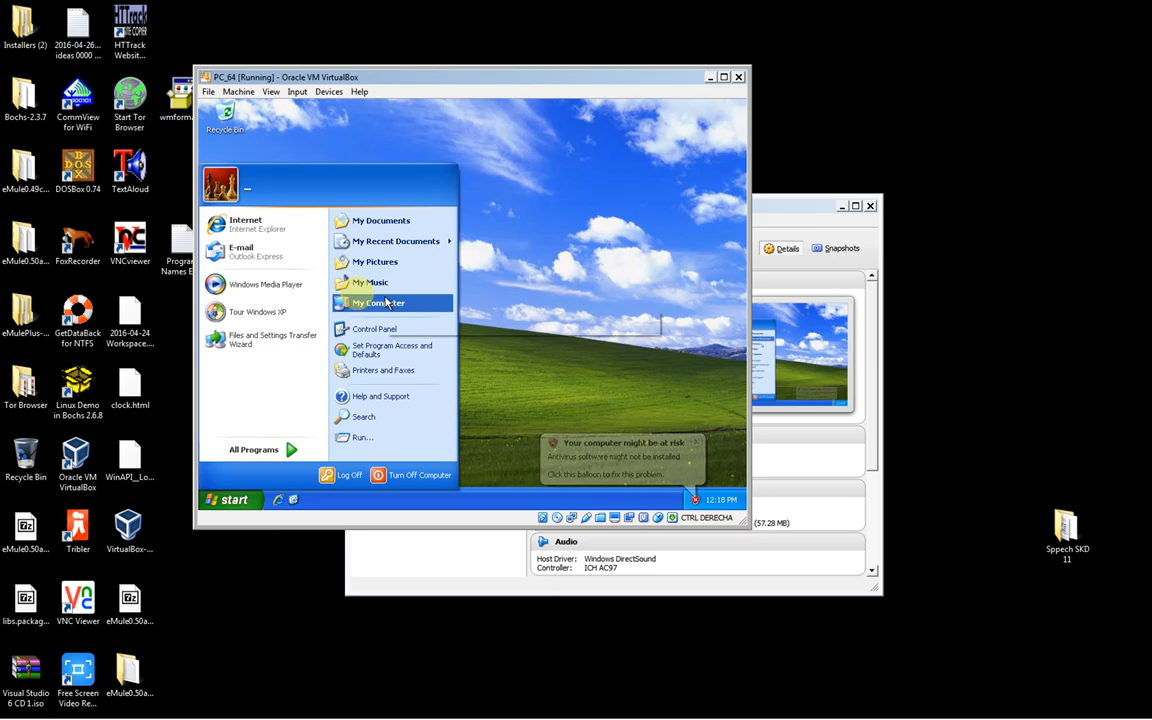 Installers (2)
2016-04-26...
ideas 0000 ...
HTTrack
Websit...
Bochs-2.3.7
CommView
for WiFi
Start Tor
Browser
wmforma
eMule0.49c...
DOSBox 0.74
TextAloud
eMule0.50a...
FoxRecorder
VNCviewer
Program
Names E
eMulePlus-...
GetDataBack
for NTFS
2016-04-24
Workspace....
Tor Browser
Linux Demo
in Bochs 2.6.8
clock.html
Recycle Bin
Oracle VM
VirtualBox
WinAPI__Lo...
eMule0.50a...
Tribler
VirtualBox-...
libs.packag...
VNC Viewer
eMule0.50a...
Visual Studio
6 CD 1.iso
Free Screen
Video Re...
eMule0.50a...
PC_64 [Running] - Oracle VM VirtualBox
File Machine View Input Devices Help
Recycle Bin
Internet
Internet Explorer
E-mail
Outlook Express
Windows Media Player
Tour Windows XP
Files and Settings Transfer
Wizard
All Programs
My Documents
My Recent Documents
My Pictures
My Music
My Computer
Control Panel
Set Program Access and
Defaults
Printers and Faxes
Help and Support
Search
Run...
Log Off Turn Off Computer
start
Your computer might be at risk
Antivirus software might not be installed
Click this balloon to fix this problem.
12:18 PM
CTRL DERECHA
Details Snapshots
(57.28 MB)
Audio
Host Driver: Windows DirectSound
Controller: ICH AC97
Sppech SKD
11